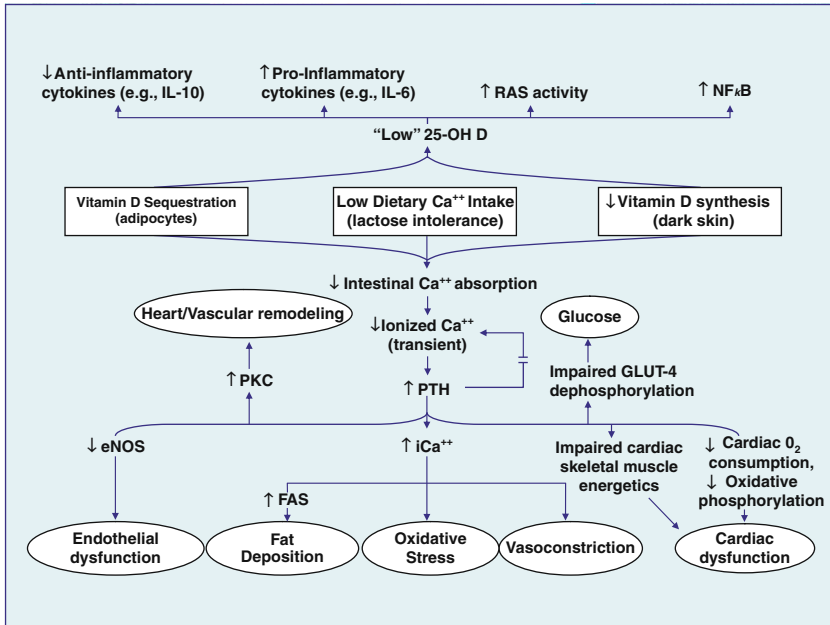 ↓Anti-inflammatory
cytokines (e.g., IL-10)
↑Pro-Inflammatory
cytokines (e.g., IL-6)
↑RAS activity
↑NFkB
“Low” 25-OH D
Vitamin D Sequestration
(adipocytes)
Low Dietary Ca++ Intake
(lactose intolerance)
↓Vitamin D synthesis
(dark skin)
↓ Intestinal Ca++ absorption
Heart/Vascular remodeling
↓Ionized Ca++
(transient)
Glucose
↑PKC
↑ PTH
Impaired GLUT-4
dephosphorylation
↓ eNOS
↑ iCa++
Impaired cardiac
skeletal muscle
energetics
↓ Cardiac 02
consumption,
↓ Oxidative
phosphorylation
↑ FAS
Endothelial
dysfunction
Fat
Deposition
Oxidative
Stress
Vasoconstriction
Cardiac
dysfunction